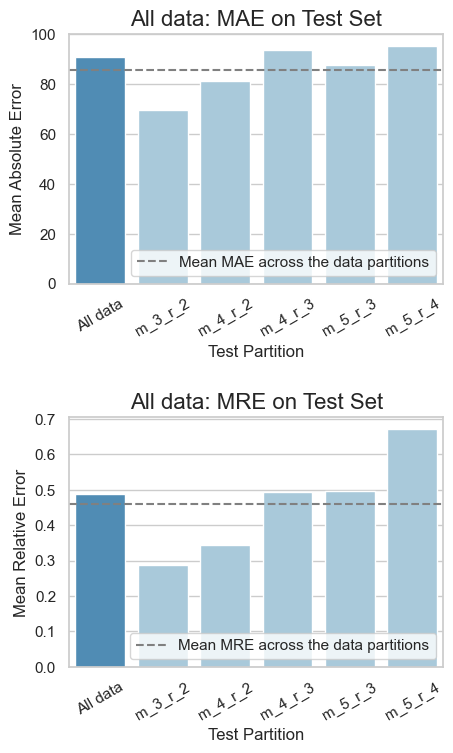 All data: MAE on Test Set
100
80
60
40
20
0
Mean Absolute Error
Mean MAE across the data partitions
All data
m_3_r_2
m_4_r_2
m_4_r_3
m_5_r_3
m_5_r_4
Test Partition
All data: MRE on Test Set
0.7
0.6
0.5
0.4
0.3
0.2
0.1
0.0
Mean Relative Error
Mean MRE across the data partitions
All data
m_3_r_2
m_4_r_2
m_4_r_3
m_5_r_3
m_5_r_4
Test Partition